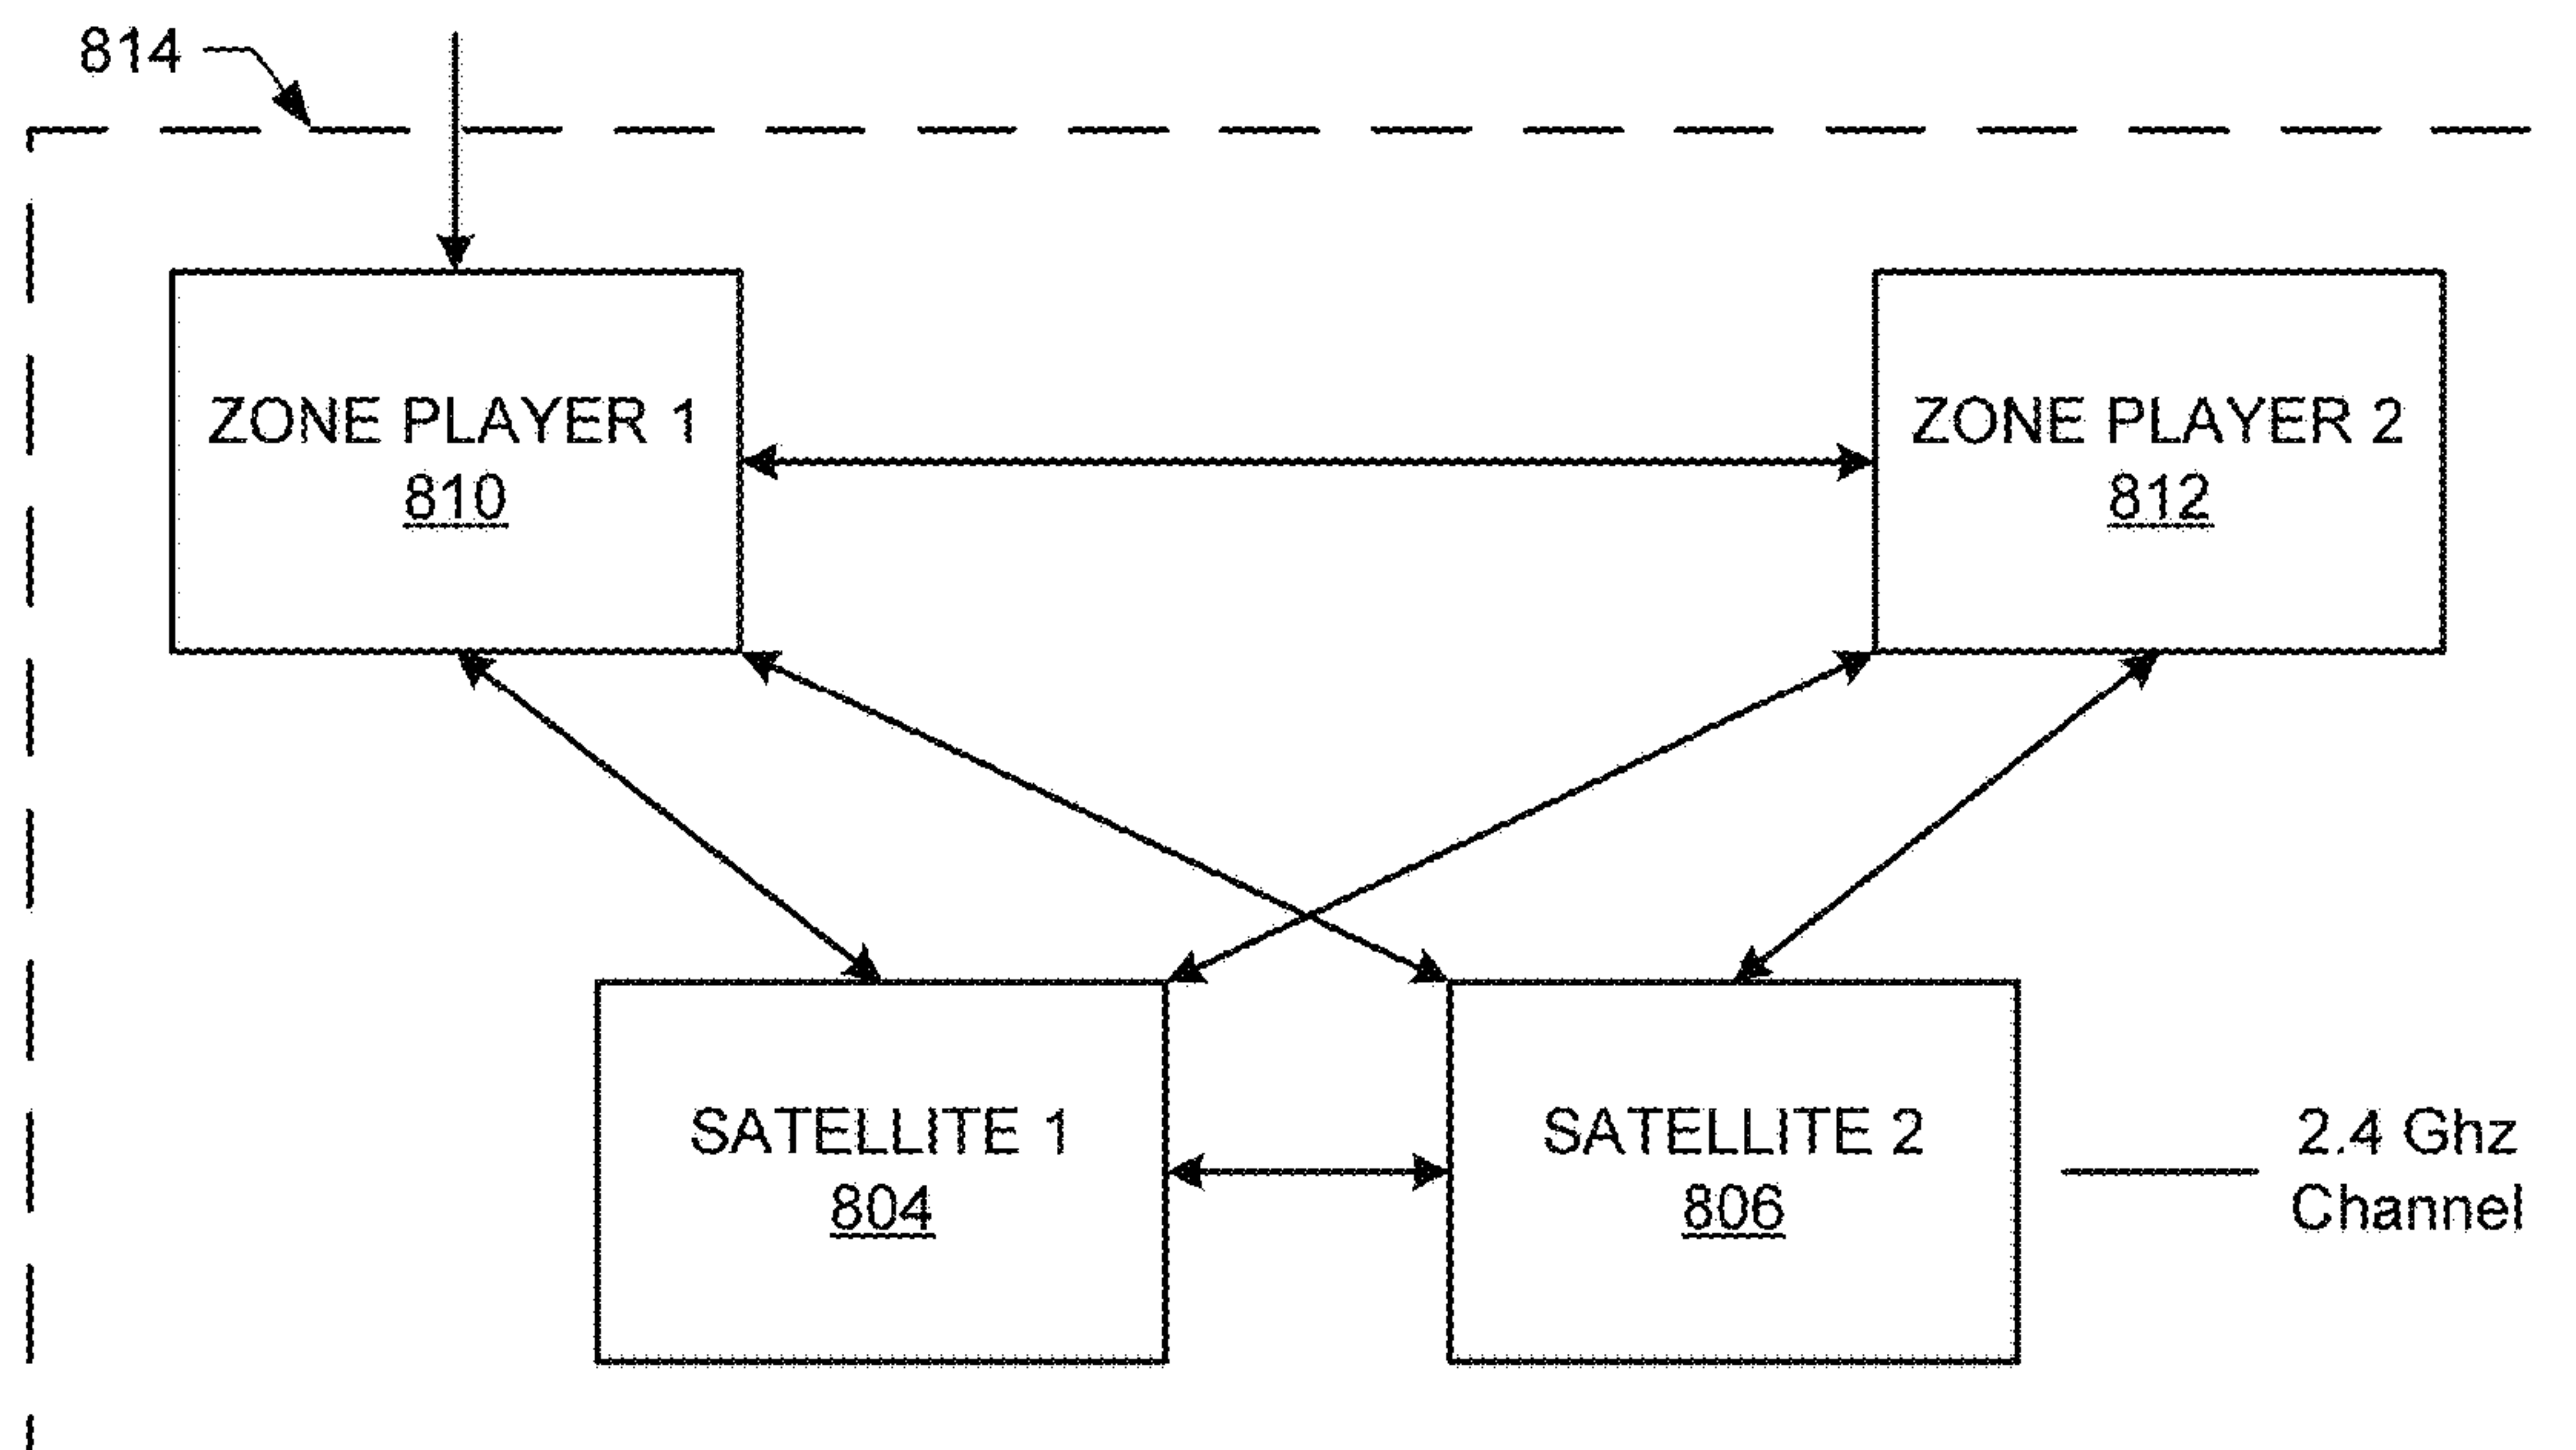 814
ZONE PLAYER 1
810
ZONE PLAYER 2
812
SATELLITE 1
804
SATELLITE 2
806
2.4 Ghz
Channel